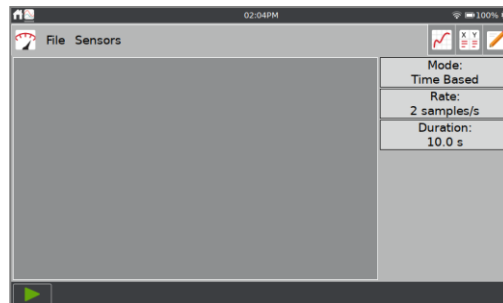 02:04PM
100%
File Sensors
X Y
Mode:
Time Based
Rate:
2 samples/s
Duration:
10.0 s